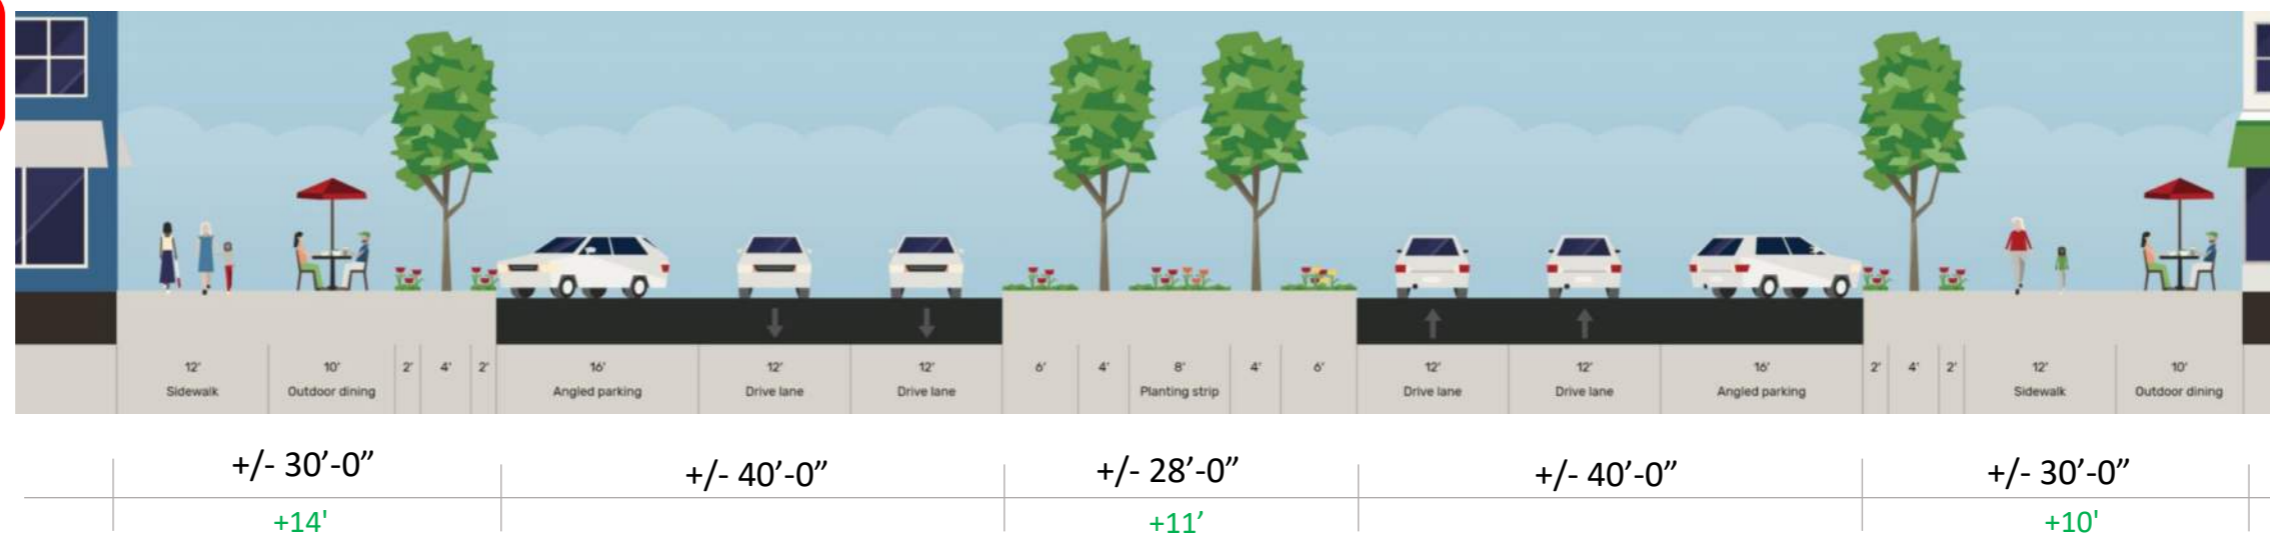 12' 10' 2' 4' 2' 16' 12' 12' 6' 4' 8' 4' 6' 12' 12' 16' 2' 4' 2' 12' 10'
Sidewalk Outdoor dining Angled parking Drive lane Drive lane Planting strip Drive lane Drive lane Angled parking Sidewalk Outdoor dining
+/- 30’-0” +/- 40’-0” +/- 28’-0” +/- 40’-0” +/- 30’-0”
+14' +11’ +10'